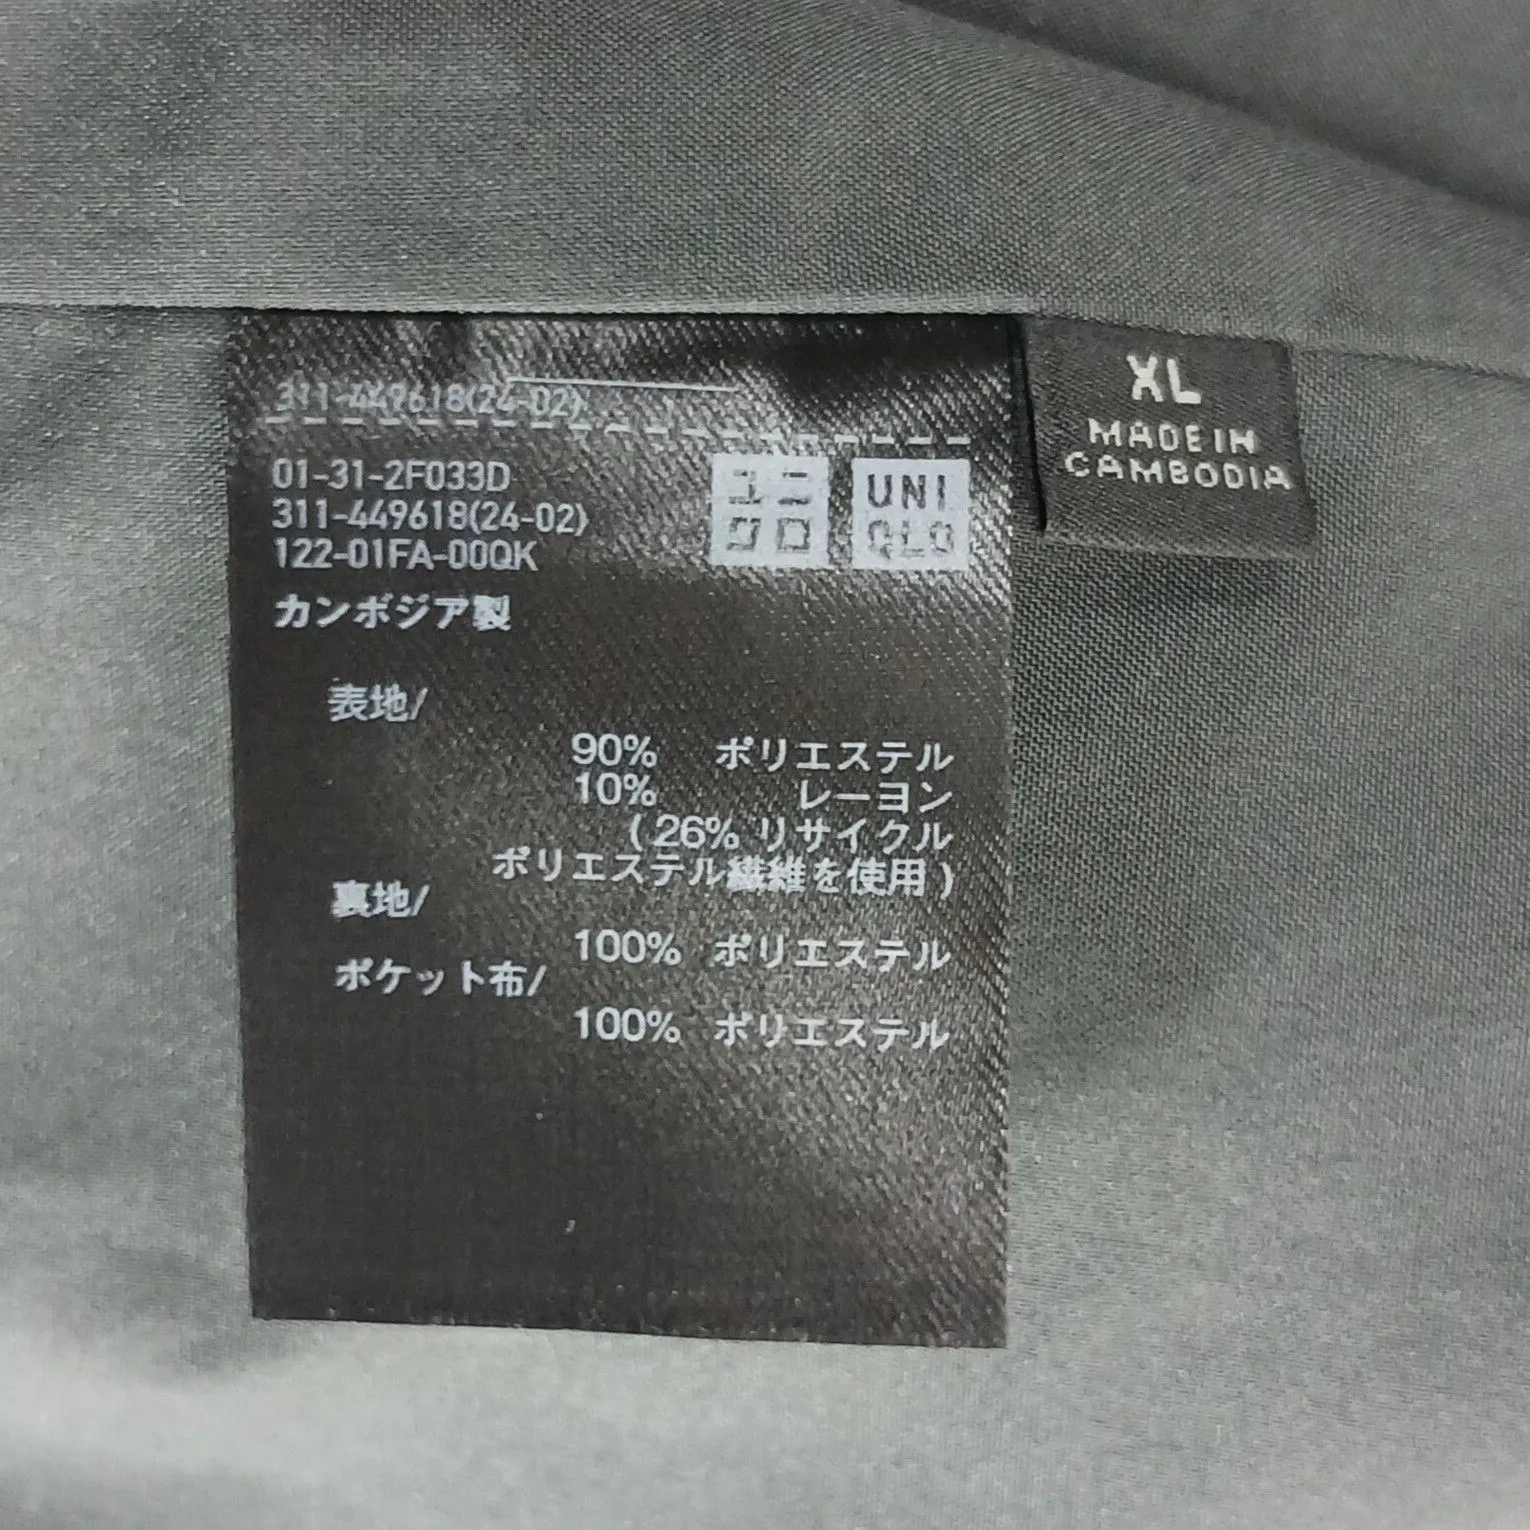 311-449618(24-02)
01-31-2F033D
311-449618(24-02)
122-01FA-00QK
ユニ
クロ
UNI
QLO
カンボジア製
表地/
90% ポリエステル
10% レーヨン
(26% リサイクル
ポリエステル繊維を使用)
裏地/
100% ポリエステル
ポケット布/
100% ポリエステル
XL
MADE IN
CAMBODIA